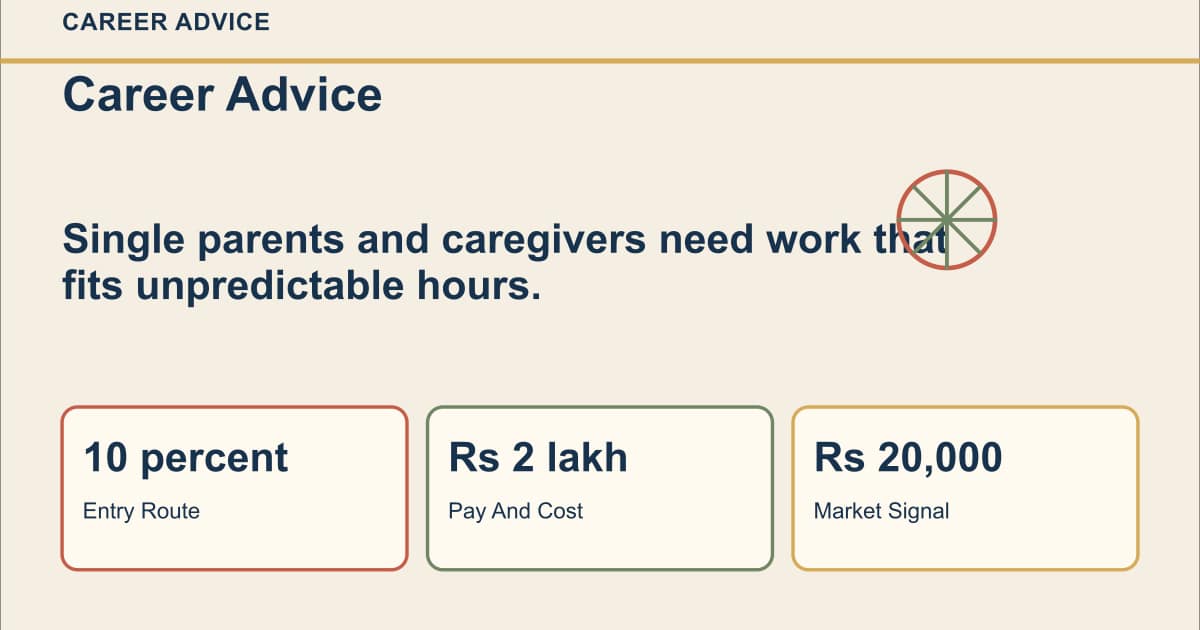 CAREER ADVICE
Career Advice
Single parents and caregivers need work that
fits unpredictable hours.
10 percent
Entry Route
Rs 2 lakh
Pay And Cost
Rs 20,000
Market Signal